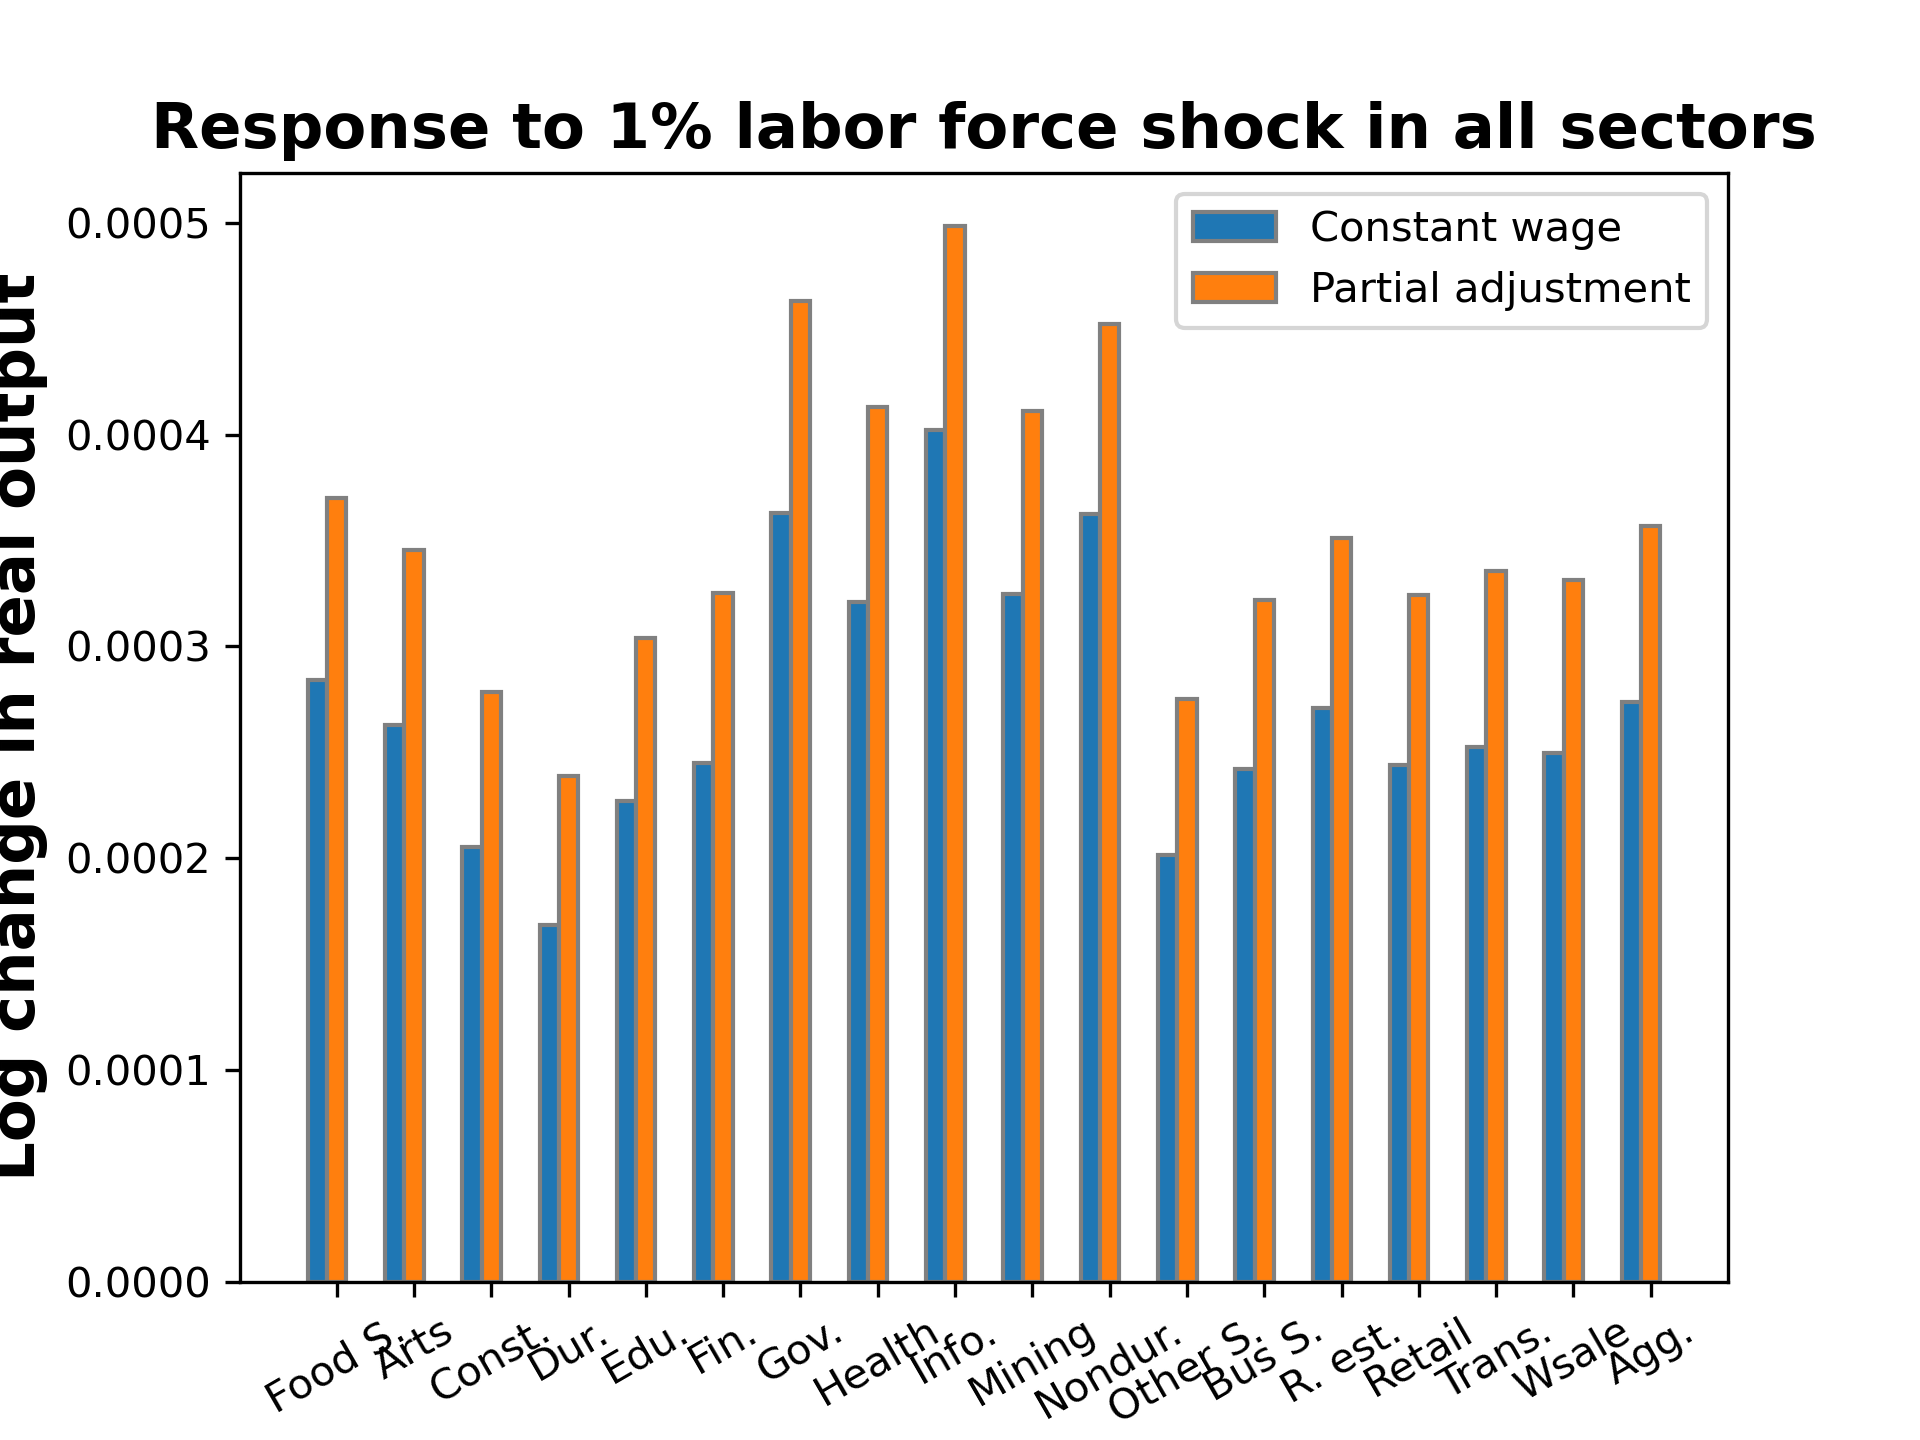 Response to 1% labor force shock in all sectors
Constant wage
Partial adjustment
Log change in real output
0.0005
0.0004
0.0003
0.0002
0.0001
0.0000
Food S.
Arts
Const.
Dur.
Edu.
Fin.
Gov.
Health
Info.
Mining
Nondur.
Other S.
Bus S.
R. est.
Retail
Trans.
Wsale
Agg.